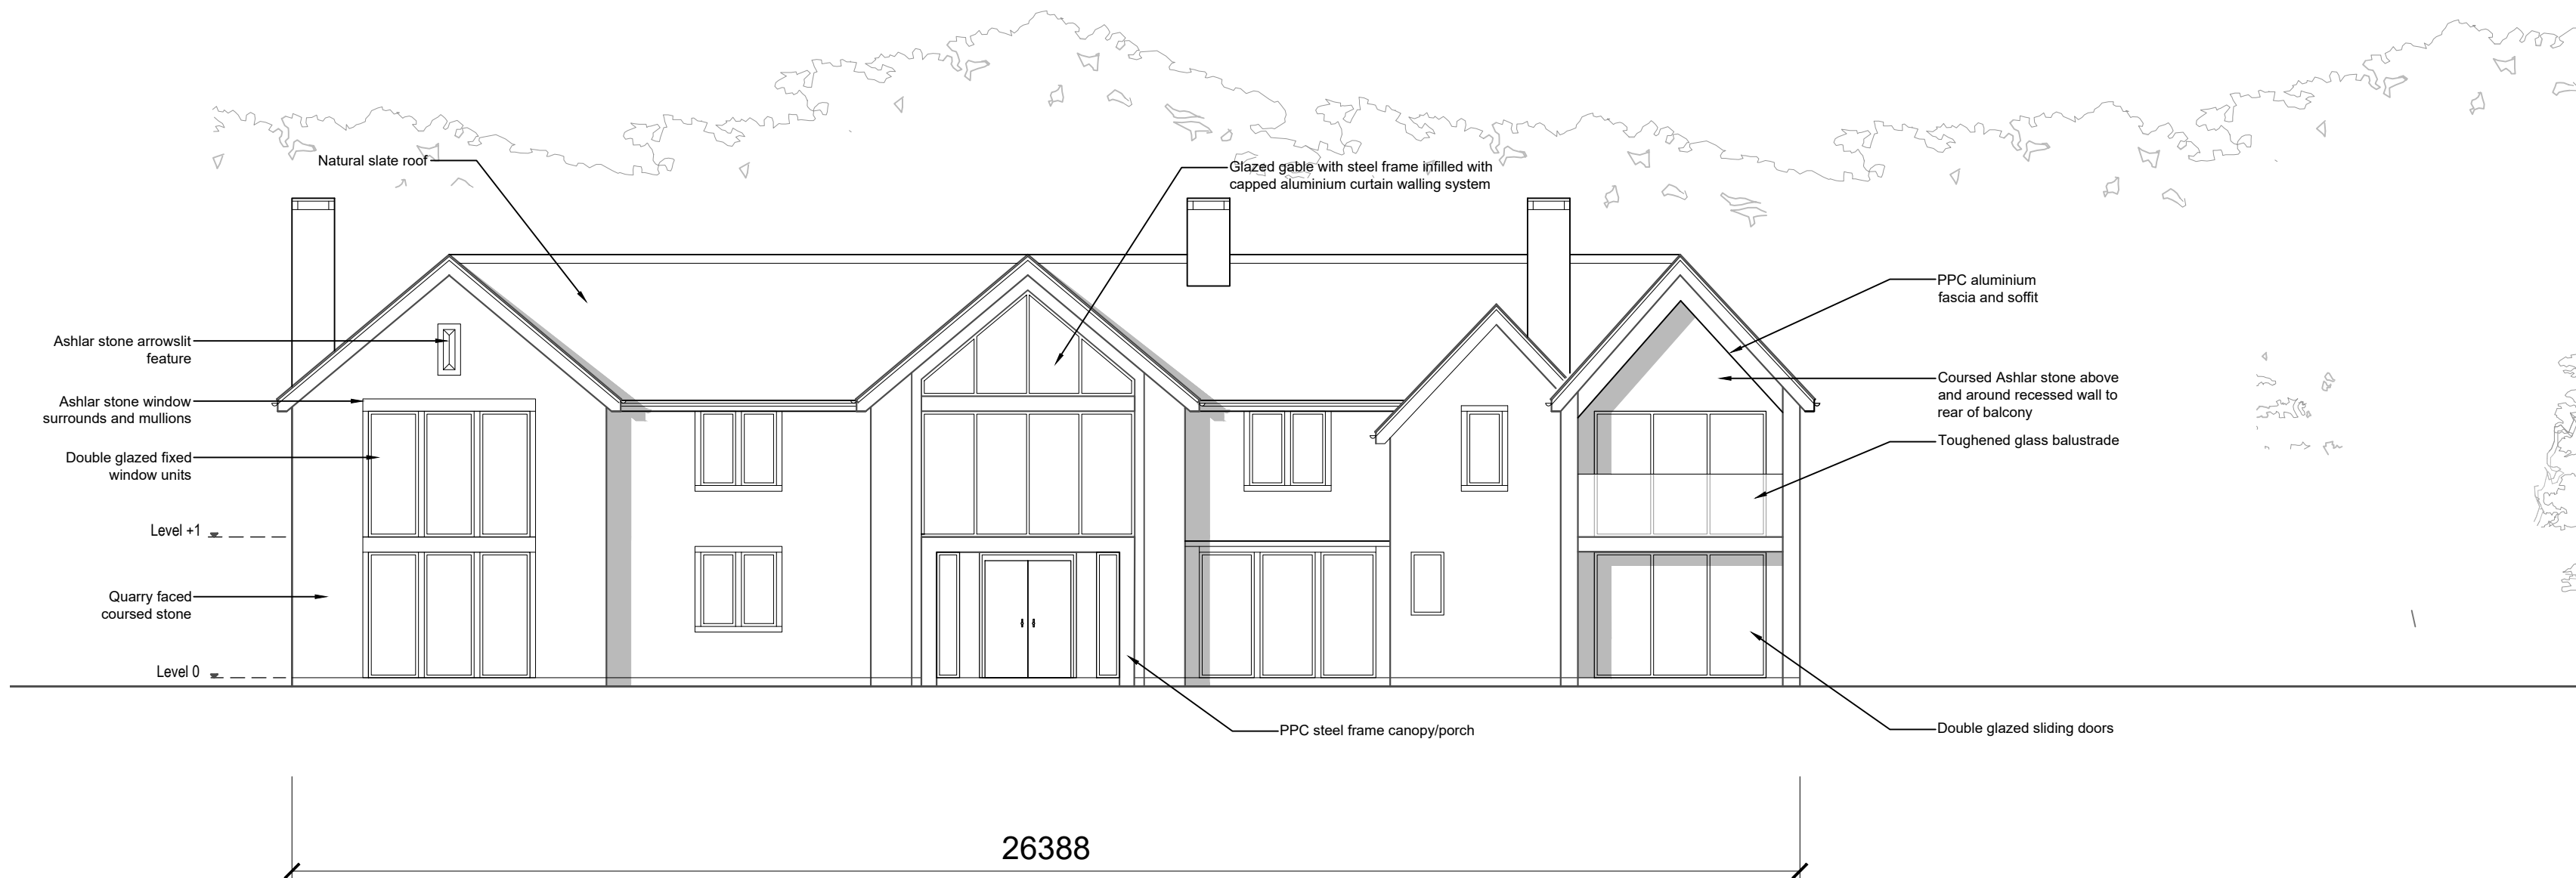 Natural slate roof
Glazed gable with steel frame infilled with
capped aluminium curtain walling system
PPC aluminium
fascia and soffit
Ashlar stone arrowslit
feature
Coursed Ashlar stone above
and around recessed wall to
rear of balcony
Ashlar stone window
surrounds and mullions
Toughened glass balustrade
Double glazed fixed
window units
Level +1
Quarry faced
coursed stone
Level 0
PPC steel frame canopy/porch
Double glazed sliding doors
26388